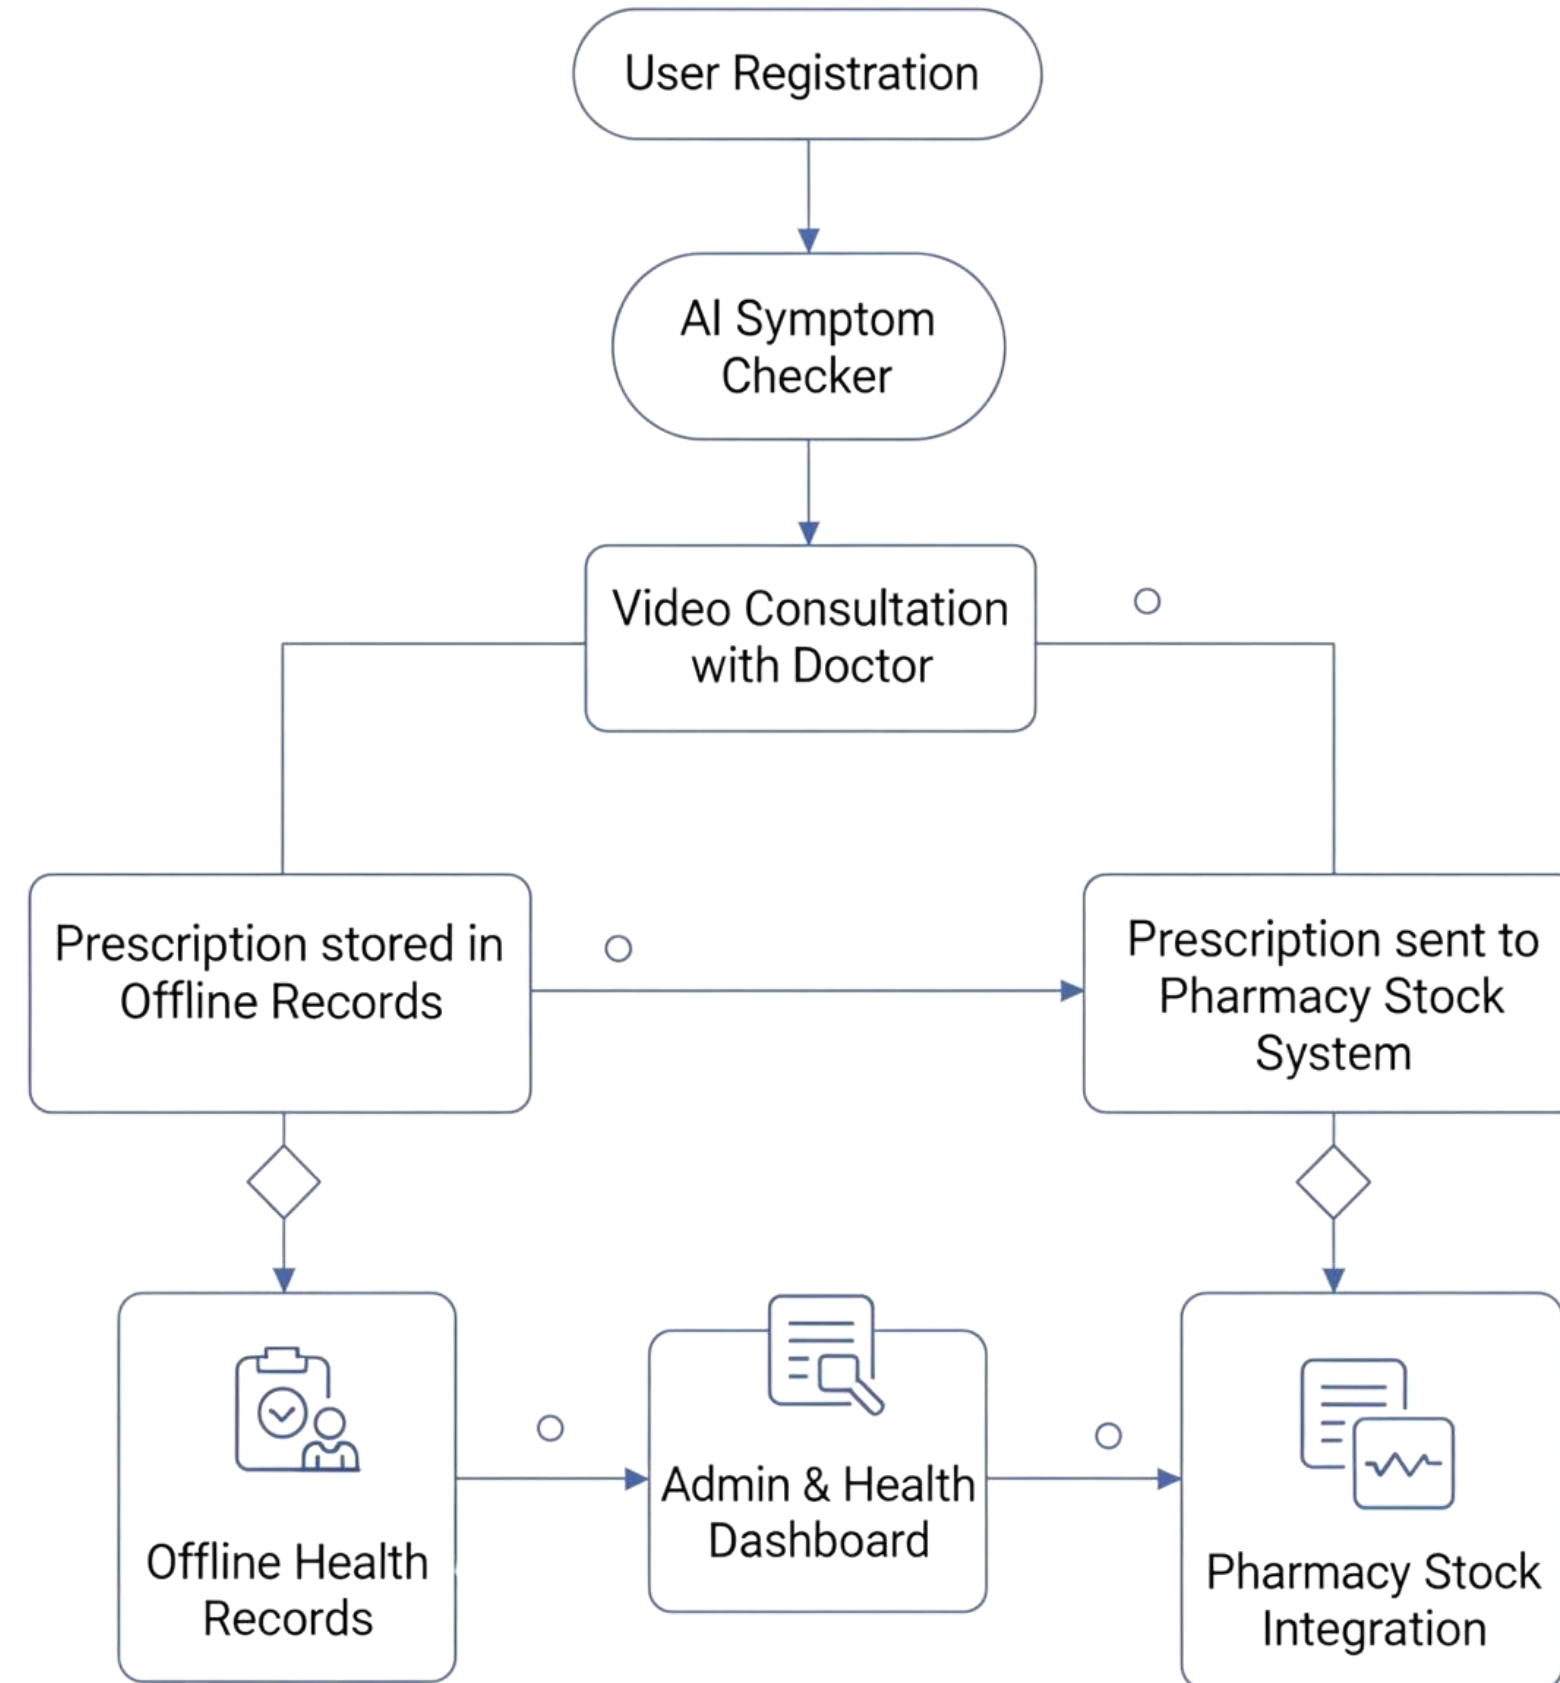 User Registration
AI Symptom
Checker
Video Consultation
with Doctor
Prescription stored in
Offline Records
Prescription sent to
Pharmacy Stock
System
Offline Health
Records
Admin & Health
Dashboard
Pharmacy Stock
Integration